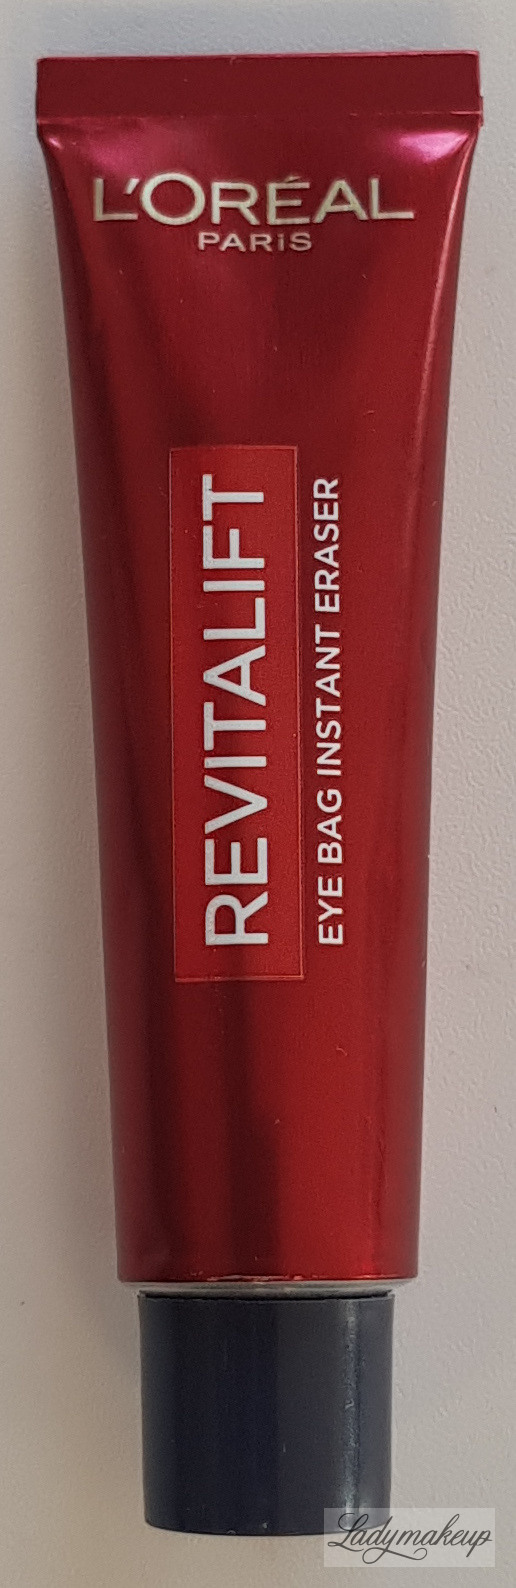 L'ORÉAL
PARiS
REVITALIFT
EYE BAG INSTANT ERASER
Ladymakeup